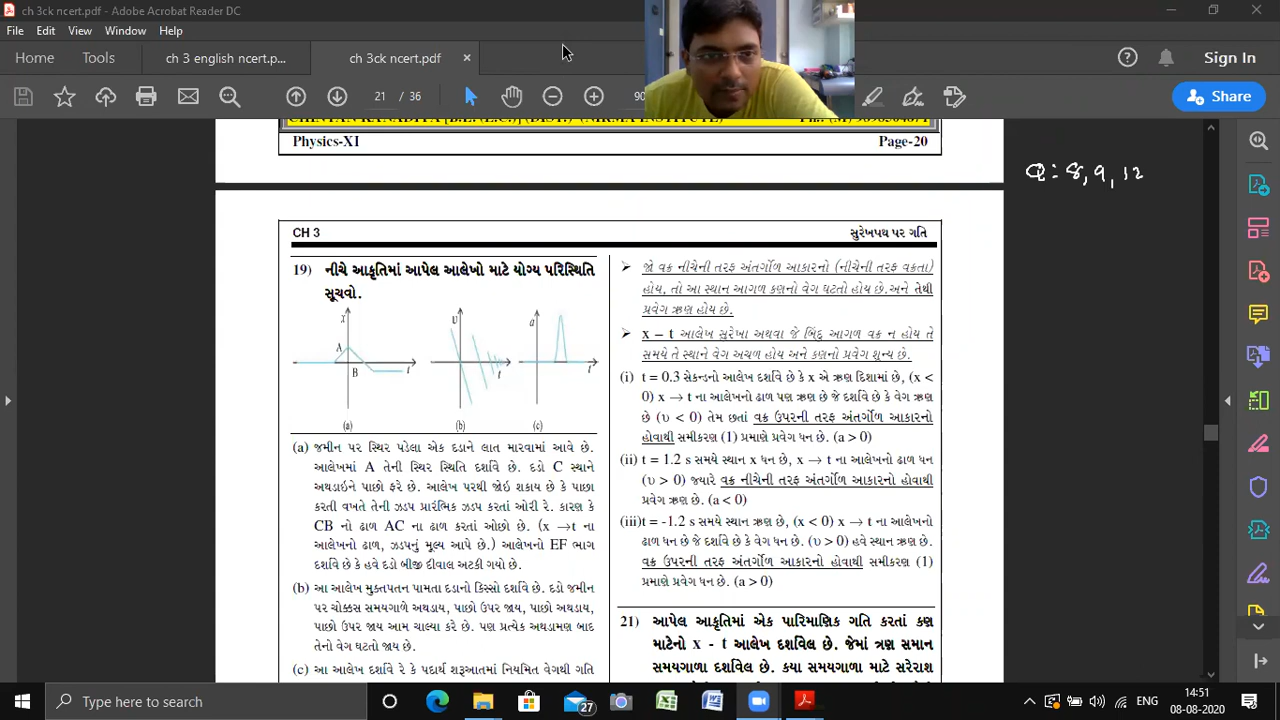 ch 3ck ncert.pdf - Adobe Acrobat Reader DC
File Edit View Window Help
Home Tools ch 3 english ncert.p... ch 3ck ncert.pdf × Sign In
21 / 36 90 Share
Physics-XI Page-20
Q: 8, 9, 12
CH 3 સુરેખપથ પર ગતિ
19) નીચે આકૃતિમાં આપેલ આલેખો માટે યોગ્ય પરિસ્થિતિ
સૂચવો.
x A B t
υ t
a t
(a) (b) (c)
(a) જમીન પર સ્થિર પડેલા એક દડાને લાત મારવામાં આવે છે.
આલેખમાં A તેની સ્થિર સ્થિતિ દર્શાવે છે. દડો C સ્થાને
અથડાઇને પાછો ફરે છે. આલેખ પરથી જોઇ શકાય છે કે પાછા
ફરતી વખતે તેની ઝડપ પ્રારંભિક ઝડપ કરતાં ઓરી રે. કારણ કે
CB નો ઢાળ AC ના ઢાળ કરતાં ઓછો છે. (x →t ના
આલેખનો ઢાળ, ઝડપનું મૂલ્ય આપે છે.) આલેખનો EF ભાગ
દર્શાવે છે કે હવે દડો બીજી દીવાલ અટકી ગયો છે.
(b) આ આલેખ મુક્તપતન પામતા દડાનો કિસ્સો દર્શાવે છે. દડો જમીન
પર ચોક્કસ સમયગાળે અથડાય, પાછો ઉપર જાય, પાછો અથડાય,
પાછો ઉપર જાય આમ ચાલ્યા કરે છે. પણ પ્રત્યેક અથડામણ બાદ
તેનો વેગ ઘટતો જાય છે.
(c) આ આલેખ દર્શાવે રે કે પદાર્થ શરૂઆતમાં નિયમિત વેગથી ગતિ
➢ જો વક્ર નીચેની તરફ અંતર્ગોળ આકારનો (નીચેની તરફ વક્રતા)
હોય, તો આ સ્થાન આગળ કણનો વેગ ઘટતો હોય છે.અને તેથી
પ્રવેગ ઋણ હોય છે.
➢ x – t આલેખ સુરેખા અથવા જે બિંદુ આગળ વક્ર ન હોય તે
સમયે તે સ્થાને વેગ અચળ હોય અને કણનો પ્રવેગ શૂન્ય છે.
(i) t = 0.3 સેકન્ડનો આલેખ દર્શાવે છે કે x એ ઋણ દિશામાં છે, (x <
0) x → t ના આલેખનો ઢાળ પણ ઋણ છે જે દર્શાવે છે કે વેગ ઋણ
છે (υ < 0) તેમ છતાં વક્ર ઉપરની તરફ અંતર્ગોળ આકારનો
હોવાથી સમીકરણ (1) પ્રમાણે પ્રવેગ ધન છે. (a > 0)
(ii) t = 1.2 s સમયે સ્થાન x ધન છે, x → t ના આલેખનો ઢાળ ધન
(υ > 0) જ્યારે વક્ર નીચેની તરફ અંતર્ગોળ આકારનો હોવાથી
પ્રવેગ ઋણ છે. (a < 0)
(iii) t = -1.2 s સમયે સ્થાન ઋણ છે, (x < 0) x → t ના આલેખનો
ઢાળ ધન છે જે દર્શાવે છે કે વેગ ધન છે. (υ > 0) હવે સ્થાન ઋણ છે.
વક્ર ઉપરની તરફ અંતર્ગોળ આકારનો હોવાથી સમીકરણ (1)
પ્રમાણે પ્રવેગ ધન છે. (a > 0)
21) આપેલ આકૃતિમાં એક પારિમાણિક ગતિ કરતાં કણ
માટેનો x - t આલેખ દર્શાવેલ છે. જેમાં ત્રણ સમાન
સમયગાળા દર્શાવેલ છે. કયા સમયગાળા માટે સરેરાશ
Type here to search 27 ENG 14:51
08-08-2020